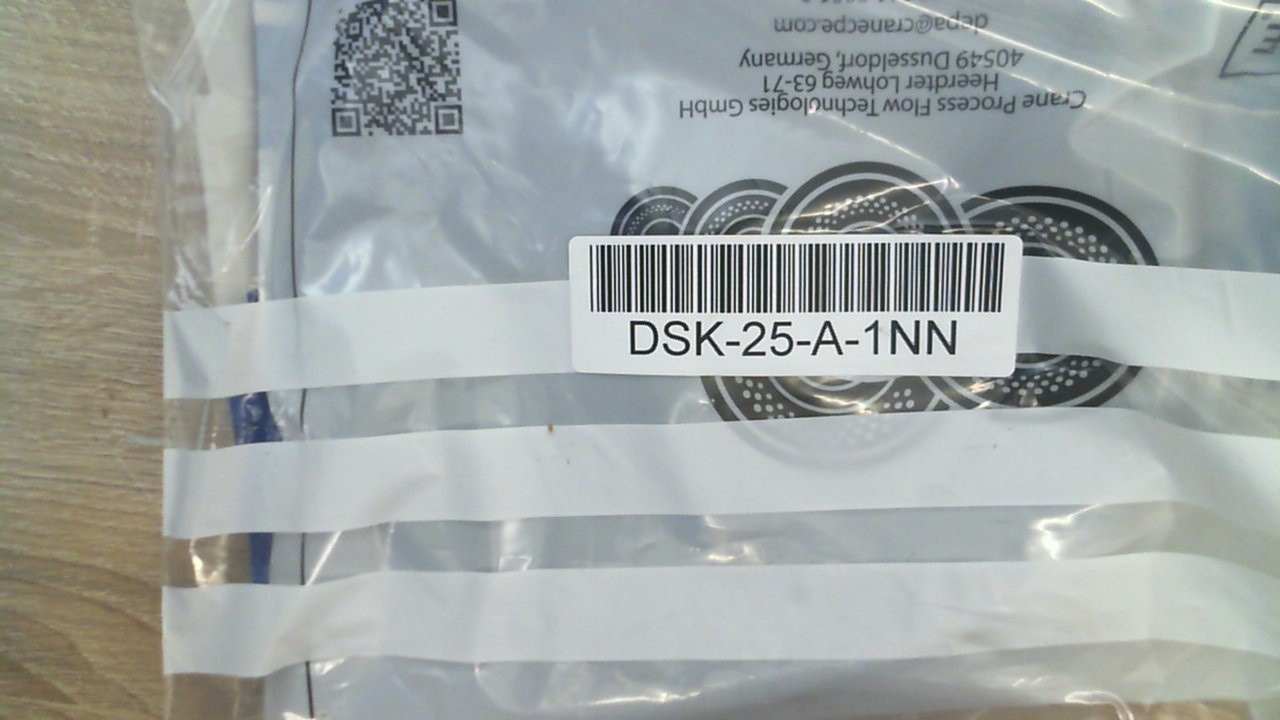 DSK-25-A-1NN
Crane Process Flow Technologies GmbH
Heerdter Lohweg 63-71
40549 Dusseldorf, Germany
depa@cranecpe.com